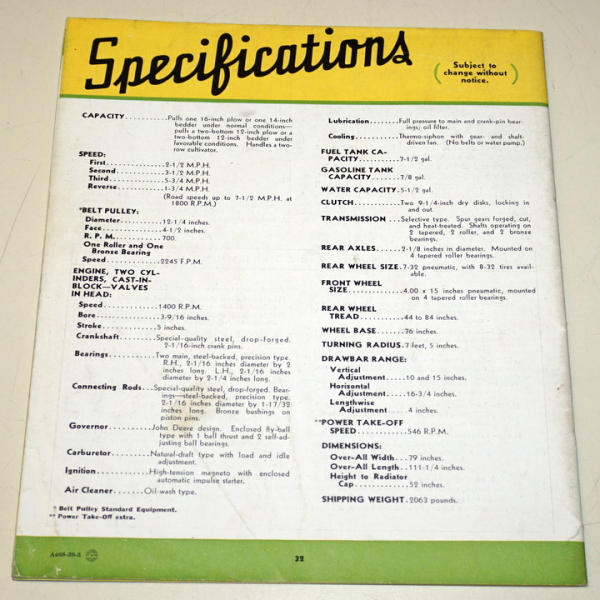 Specifications
( Subject to
change without
notice. )
CAPACITY...........Pulls one 16-inch plow or one 14-inch
bedder under normal conditions—
pull a two-bottom 12-inch plow or a
two-bottom 12-inch bedder under
favorable conditions. Handles a two-
row cultivator.
SPEED:
First................2-1/2 M.P.H.
Second............3-1/2 M.P.H.
Third..............5-3/4 M.P.H.
Reverse...........1-3/4 M.P.H.
(Road speeds up to 7-1/2 M.P.H. at
1800 R.P.M.)
*BELT PULLEY:
Diameter...........12-1/4 inches.
Face...............4-1/2 inches.
R. P. M............700.
One Roller and One
Bronze Bearing
Speed..............2245 F.P.M.
ENGINE, TWO CYL-
INDERS, CAST-IN-
BLOCK—VALVES
IN HEAD:
Speed..............1400 R.P.M.
Bore...............3-9/16 inches.
Stroke.............5 inches.
Crankshaft.........Special-quality steel, drop-forged.
2-1/16-inch crank pins.
Bearings...........Two main, steel-backed, precision type.
R.H., 2-1/16 inches diameter by 2
inches long. L.H., 2-1/16 inches
diameter by 2-1/4 inches long.
Connecting Rods...Special-quality steel, drop-forged. Bear-
ings—steel-backed, precision type.
2-1/16 inches diameter by 1-17/32
inches long. Bronze bushings on
piston pins.
Governor..........John Deere design. Enclosed fly-ball
type with 1 ball thrust and 2 self-ad-
justing ball bearings.
Carburetor........Natural-draft type with load and idle
adjustment.
Ignition...........High-tension magneto with enclosed
automatic impulse starter.
Air Cleaner.......Oil-wash type.
* Belt Pulley Standard Equipment.
** Power Take-Off extra.
Lubrication........Full pressure to main and crank-pin bear-
ings; oil filter.
Cooling............Thermo-siphon with gear- and shaft-
driven fan. (No belts or water pump.)
FUEL TANK CA-
PACITY..........7-1/2 gal.
GASOLINE TANK
CAPACITY.......7/8 gal.
WATER CAPACITY.5-1/2 gal.
CLUTCH..........Two 9-1/4-inch dry disks, locking in
and out.
TRANSMISSION...Selective type. Spur gears forged, cut,
and heat-treated. Shafts operating on
2 tapered, 2 roller, and 2 bronze
bearings.
REAR AXLES......2-1/8 inches in diameter. Mounted on
4 tapered roller bearings.
REAR WHEEL SIZE.7-32 pneumatic, with 8-32 tires avail-
able.
FRONT WHEEL
SIZE............4.00 x 15 inches pneumatic, mounted
on 4 tapered roller bearings.
REAR WHEEL
TREAD..........44 to 84 inches.
WHEEL BASE......76 inches.
TURNING RADIUS.7 feet, 5 inches.
DRAWBAR RANGE:
Vertical
Adjustment.....10 and 15 inches.
Horizontal
Adjustment.....16-3/4 inches.
Lengthwise
Adjustment.....4 inches.
**POWER TAKE-OFF
SPEED............546 R.P.M.
DIMENSIONS:
Over-All Width...79 inches.
Over-All Length..111-1/4 inches.
Height to Radiator
Cap............52 inches.
SHIPPING WEIGHT.2063 pounds.
32